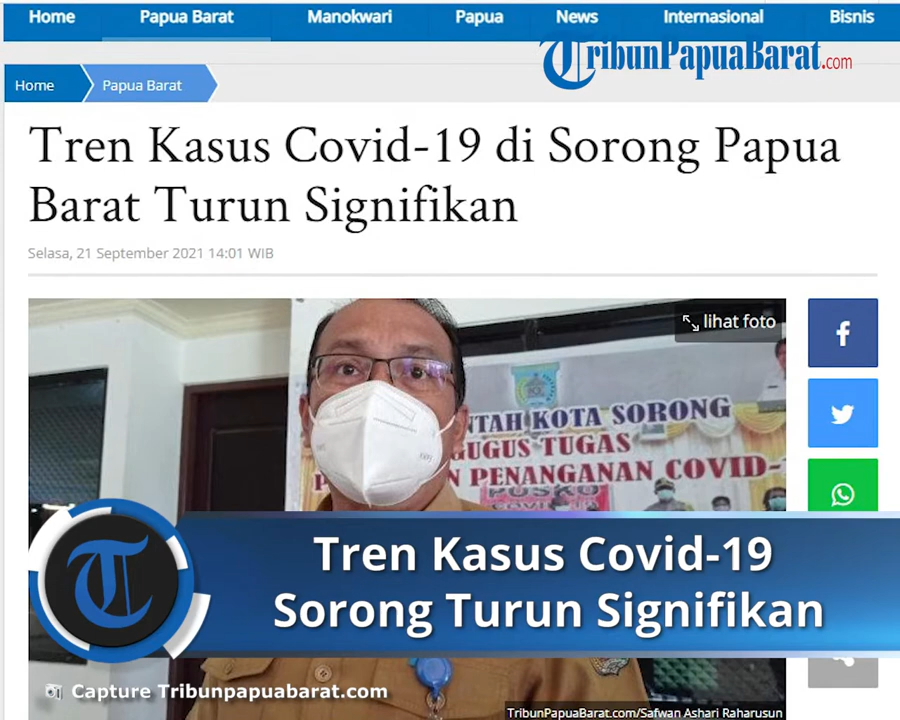 Home Papua Barat Manokwari Papua News Internasional Bisnis
TribunPapuaBarat.com
Home Papua Barat
Tren Kasus Covid-19 di Sorong Papua
Barat Turun Signifikan
Selasa, 21 September 2021 14:01 WIB
lihat foto
NTAH KOTA SORONG
GUGUS TUGAS
N PENANGANAN COVID-
POSKO
Tren Kasus Covid-19
Sorong Turun Signifikan
Capture Tribunpapuabarat.com
TribunPapuaBarat.com/Safwan Ashari Raharusun